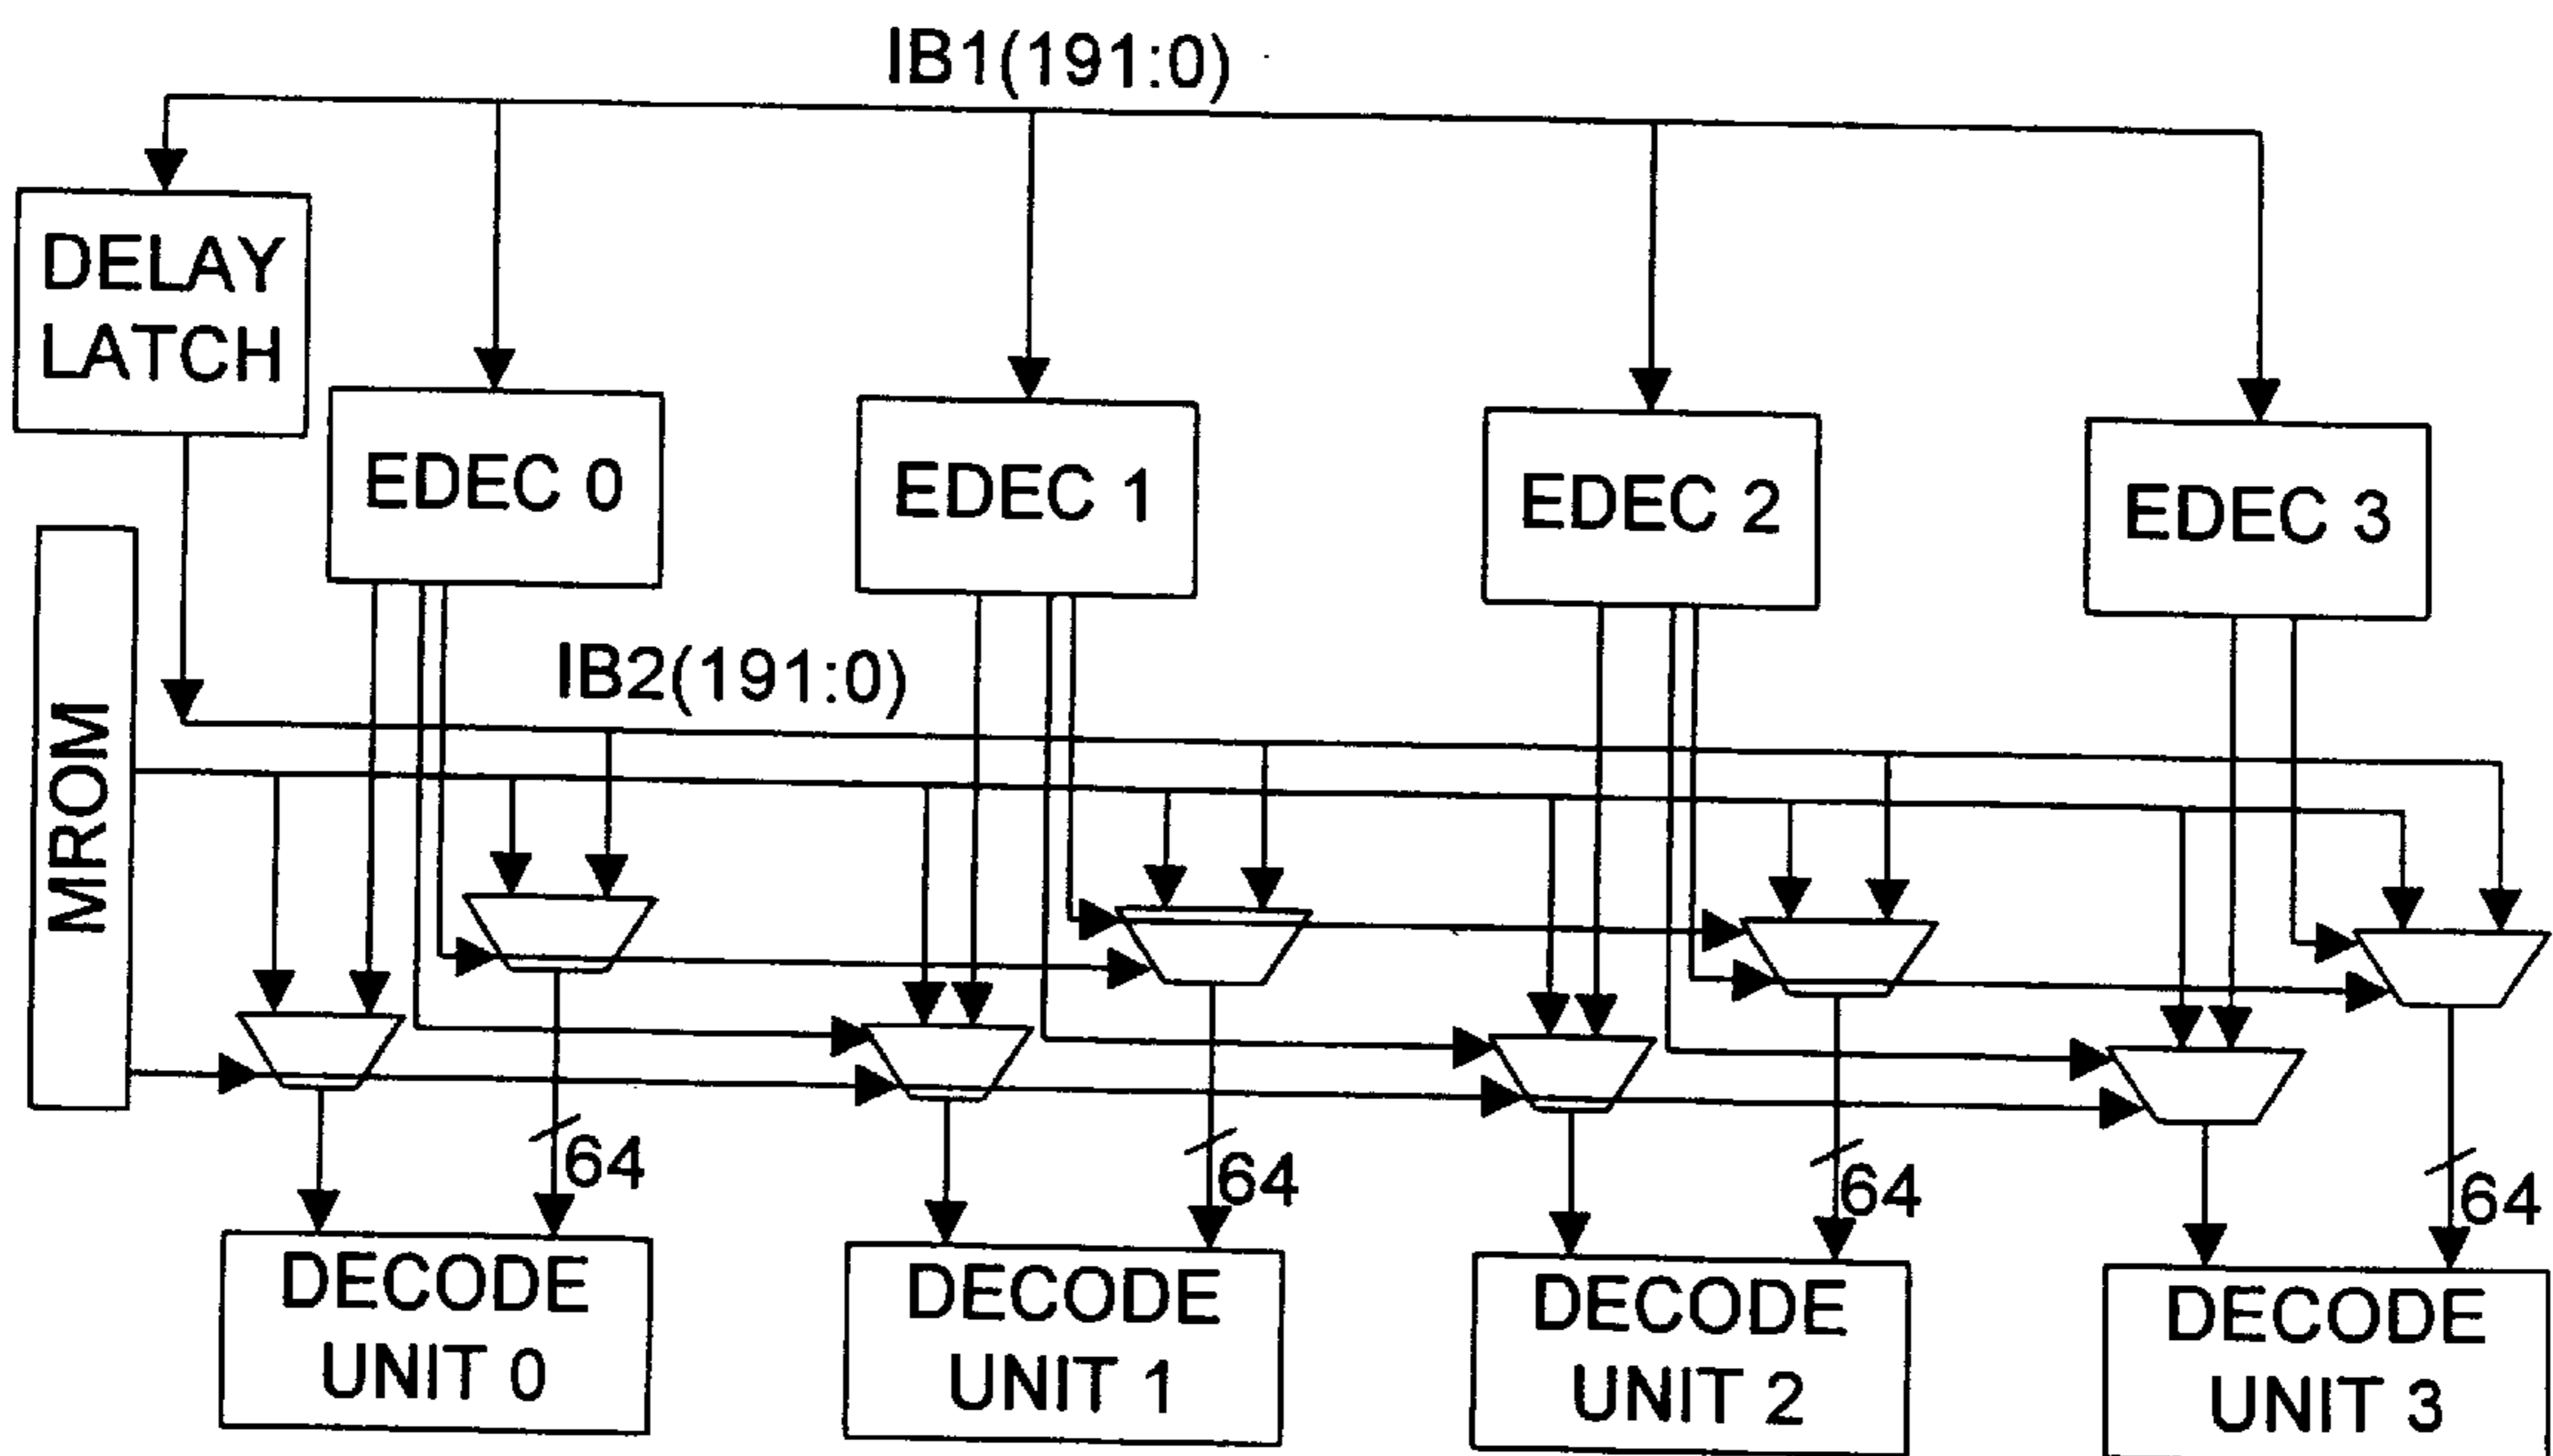 IB1(191:0)
DELAY
LATCH
EDEC 0
EDEC 1
EDEC 2
EDEC 3
MROM
IB2(191:0)
64
64
64
64
DECODE
UNIT 0
DECODE
UNIT 1
DECODE
UNIT 2
DECODE
UNIT 3